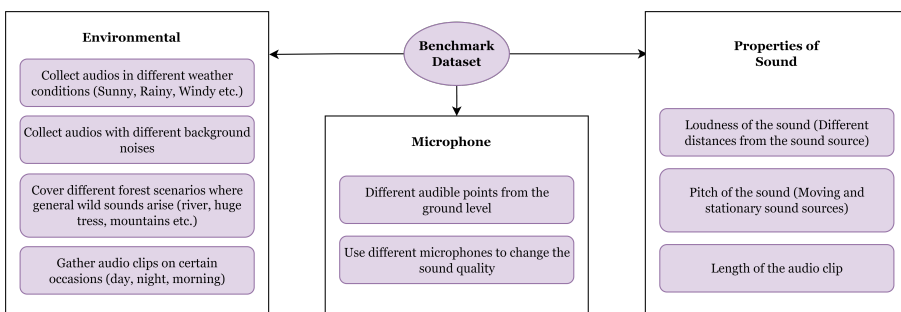 Benchmark
Dataset
Environmental
Collect audios in different weather
conditions (Sunny, Rainy, Windy etc.)
Collect audios with different background
noises
Cover different forest scenarios where
general wild sounds arise (river, huge
tress, mountains etc.)
Gather audio clips on certain
occasions (day, night, morning)
Microphone
Different audible points from the
ground level
Use different microphones to change the
sound quality
Properties of
Sound
Loudness of the sound (Different
distances from the sound source)
Pitch of the sound (Moving and
stationary sound sources)
Length of the audio clip